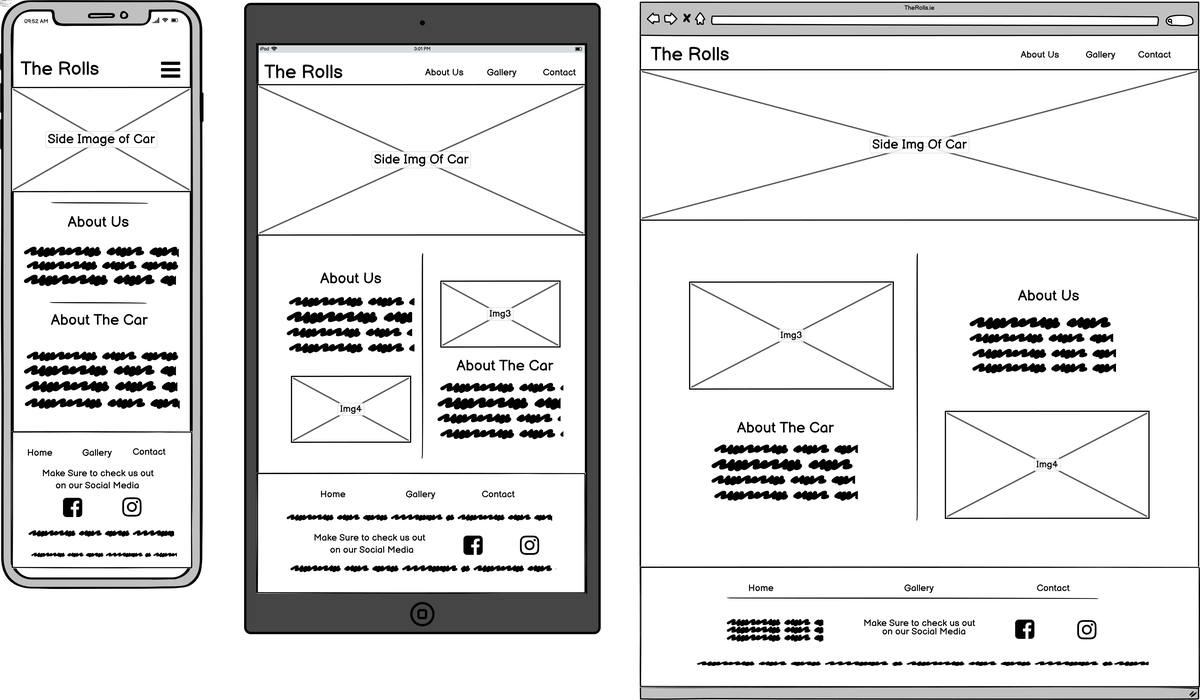 09:52 AM
The Rolls
Side Image of Car
About Us
About The Car
Home Gallery Contact
Make Sure to check us out
on our Social Media
iPad 3:01 PM
The Rolls About Us Gallery Contact
Side Img Of Car
About Us
Img4
Img3
About The Car
Home Gallery Contact
Make Sure to check us out
on our Social Media
TheRolls.ie
The Rolls About Us Gallery Contact
Side Img Of Car
Img3
About The Car
About Us
Img4
Home Gallery Contact
Make Sure to check us out
on our Social Media